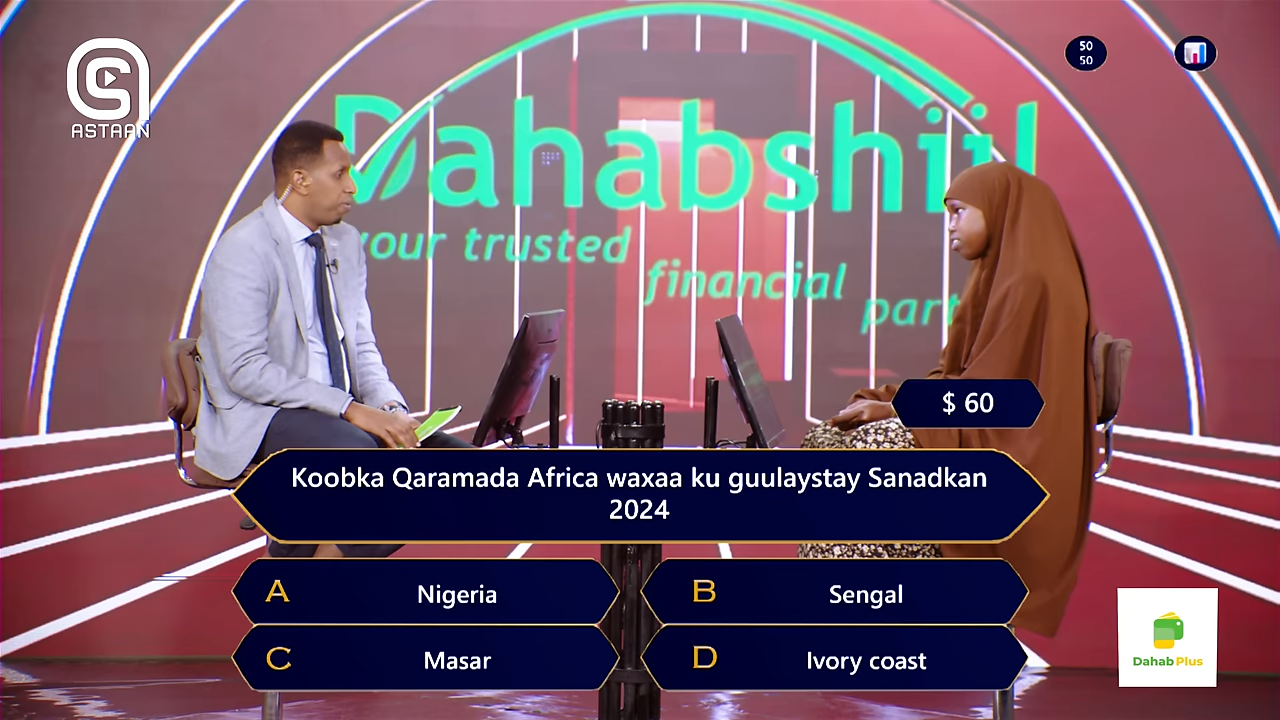 ASTAAN
50
50
Dahabshiil
your trusted
financial
part
$ 60
Koobka Qaramada Africa waxaa ku guulaystay Sanadkan
2024
A Nigeria
B Sengal
C Masar
D Ivory coast
Dahab Plus